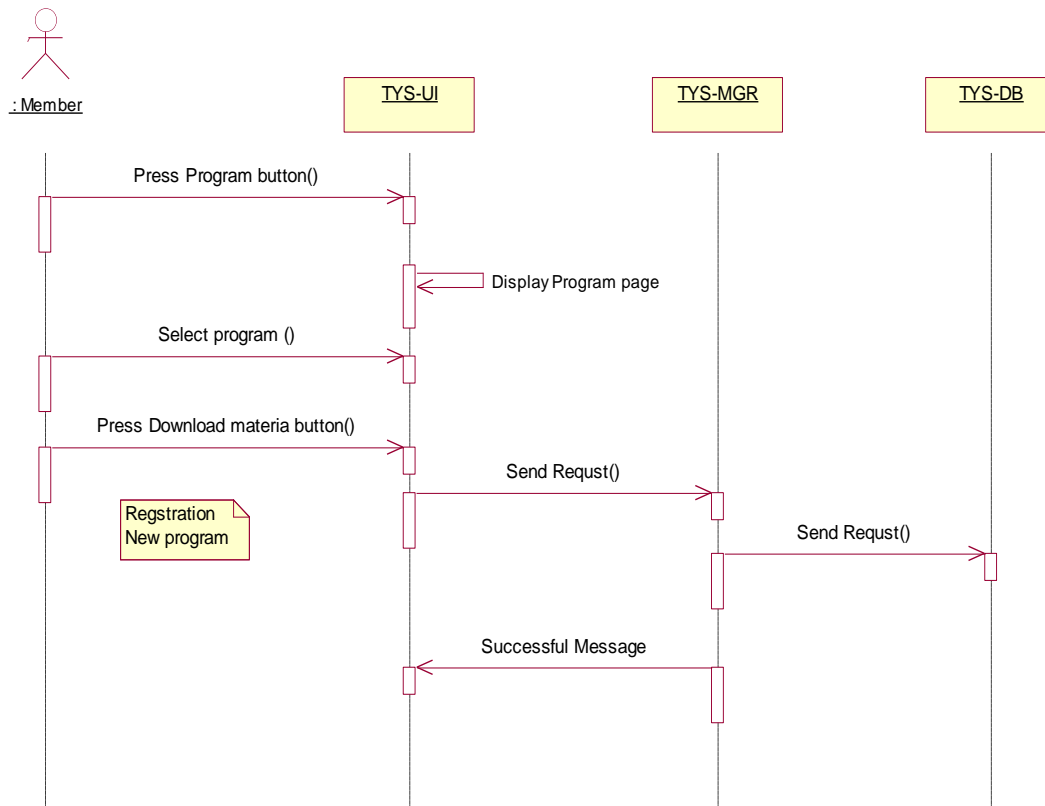 : Member
TYS-UI
TYS-MGR
TYS-DB
Press Program button()
Display Program page
Select program ()
Press Download materia button()
Send Requst()
Regstration
New program
Send Requst()
Successful Message